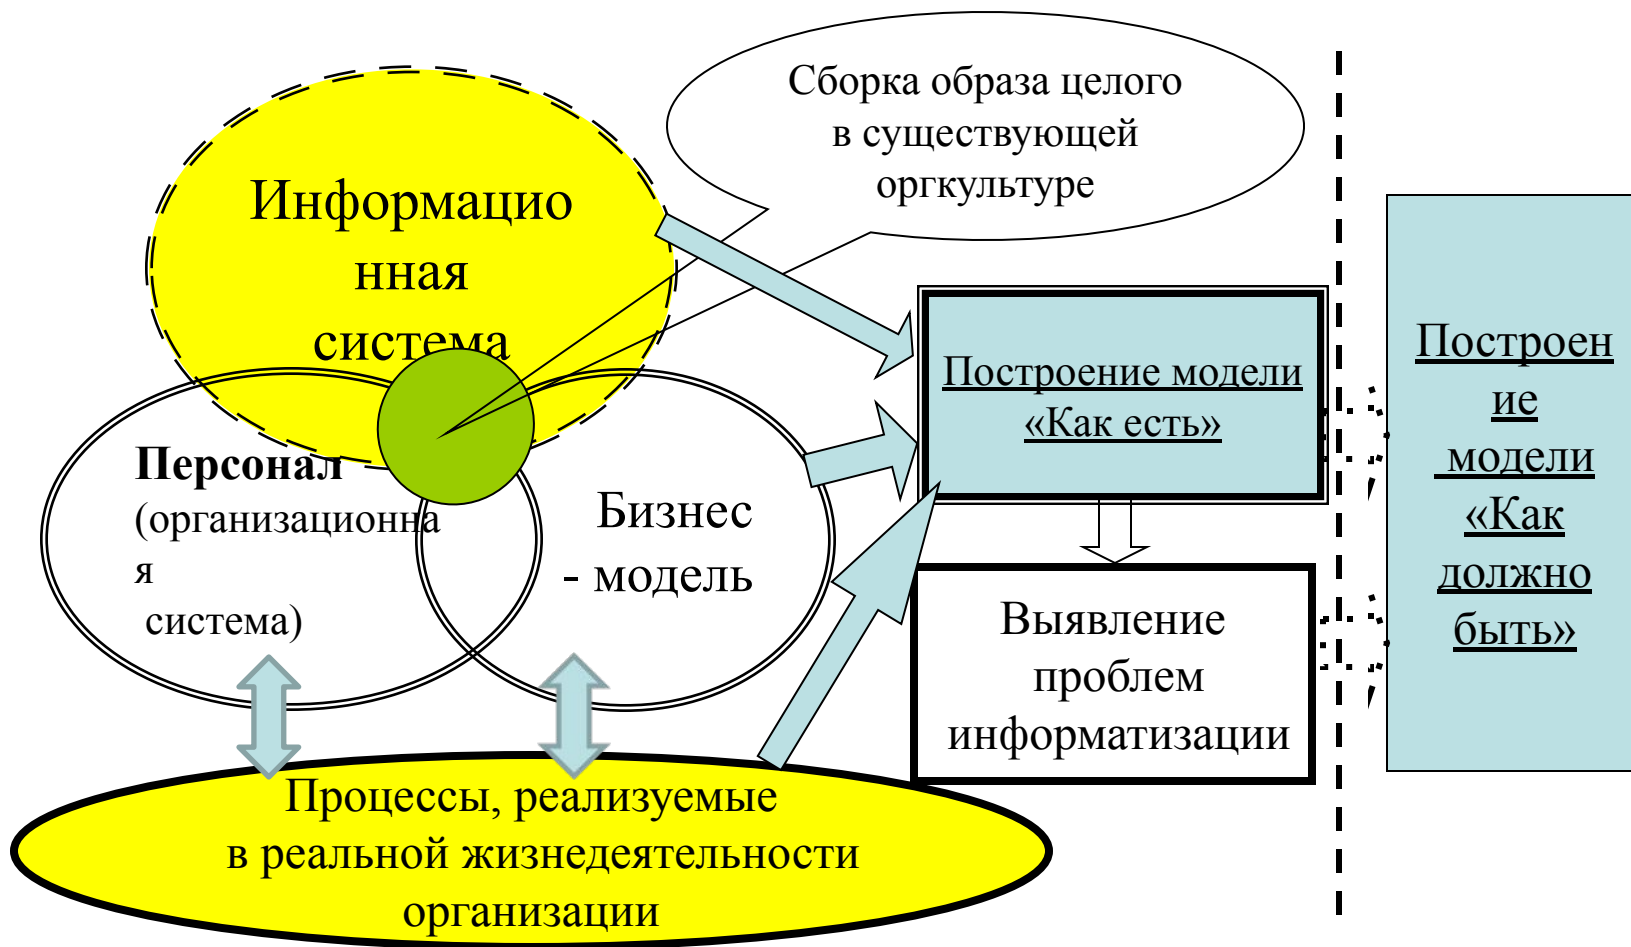 Сборка образа целого
в существующей
оргкультуре
Информацио
нная
система
Персонал
(организационна
я
система)
Бизнес
- модель
Построение модели
«Как есть»
Выявление
проблем
информатизации
Построен
ие
модели
«Как
должно
быть»
Процессы, реализуемые
в реальной жизнедеятельности
организации